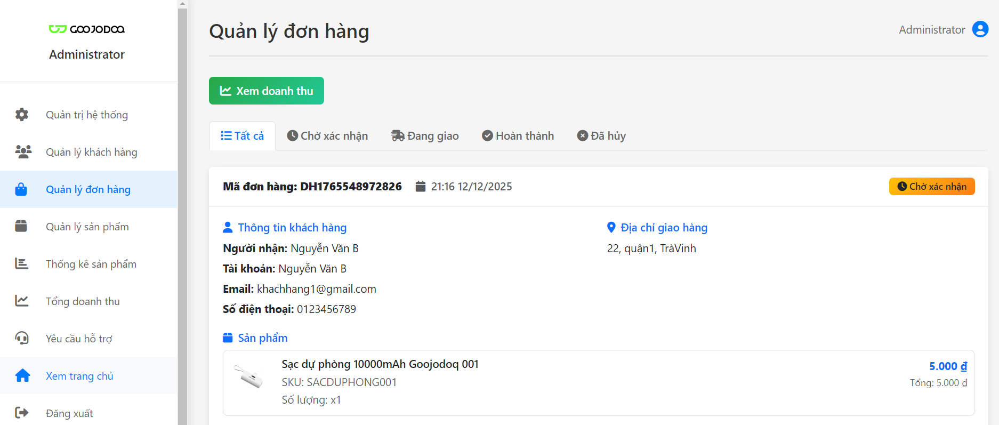 GOOJODOQ
Administrator
Quản trị hệ thống
Quản lý khách hàng
Quản lý đơn hàng
Quản lý sản phẩm
Thống kê sản phẩm
Tổng doanh thu
Yêu cầu hỗ trợ
Xem trang chủ
Đăng xuất
Quản lý đơn hàng
Administrator
Xem doanh thu
Tất cả Chờ xác nhận Đang giao Hoàn thành Đã hủy
Mã đơn hàng: DH1765548972826 21:16 12/12/2025 Chờ xác nhận
Thông tin khách hàng
Người nhận: Nguyễn Văn B
Tài khoản: Nguyễn Văn B
Email: khachhang1@gmail.com
Số điện thoại: 0123456789
Địa chỉ giao hàng
22, quận1, TràVinh
Sản phẩm
Sạc dự phòng 10000mAh Goojodoq 001
SKU: SACDUPHONG001
Số lượng: x1
5.000 ₫
Tổng: 5.000 ₫